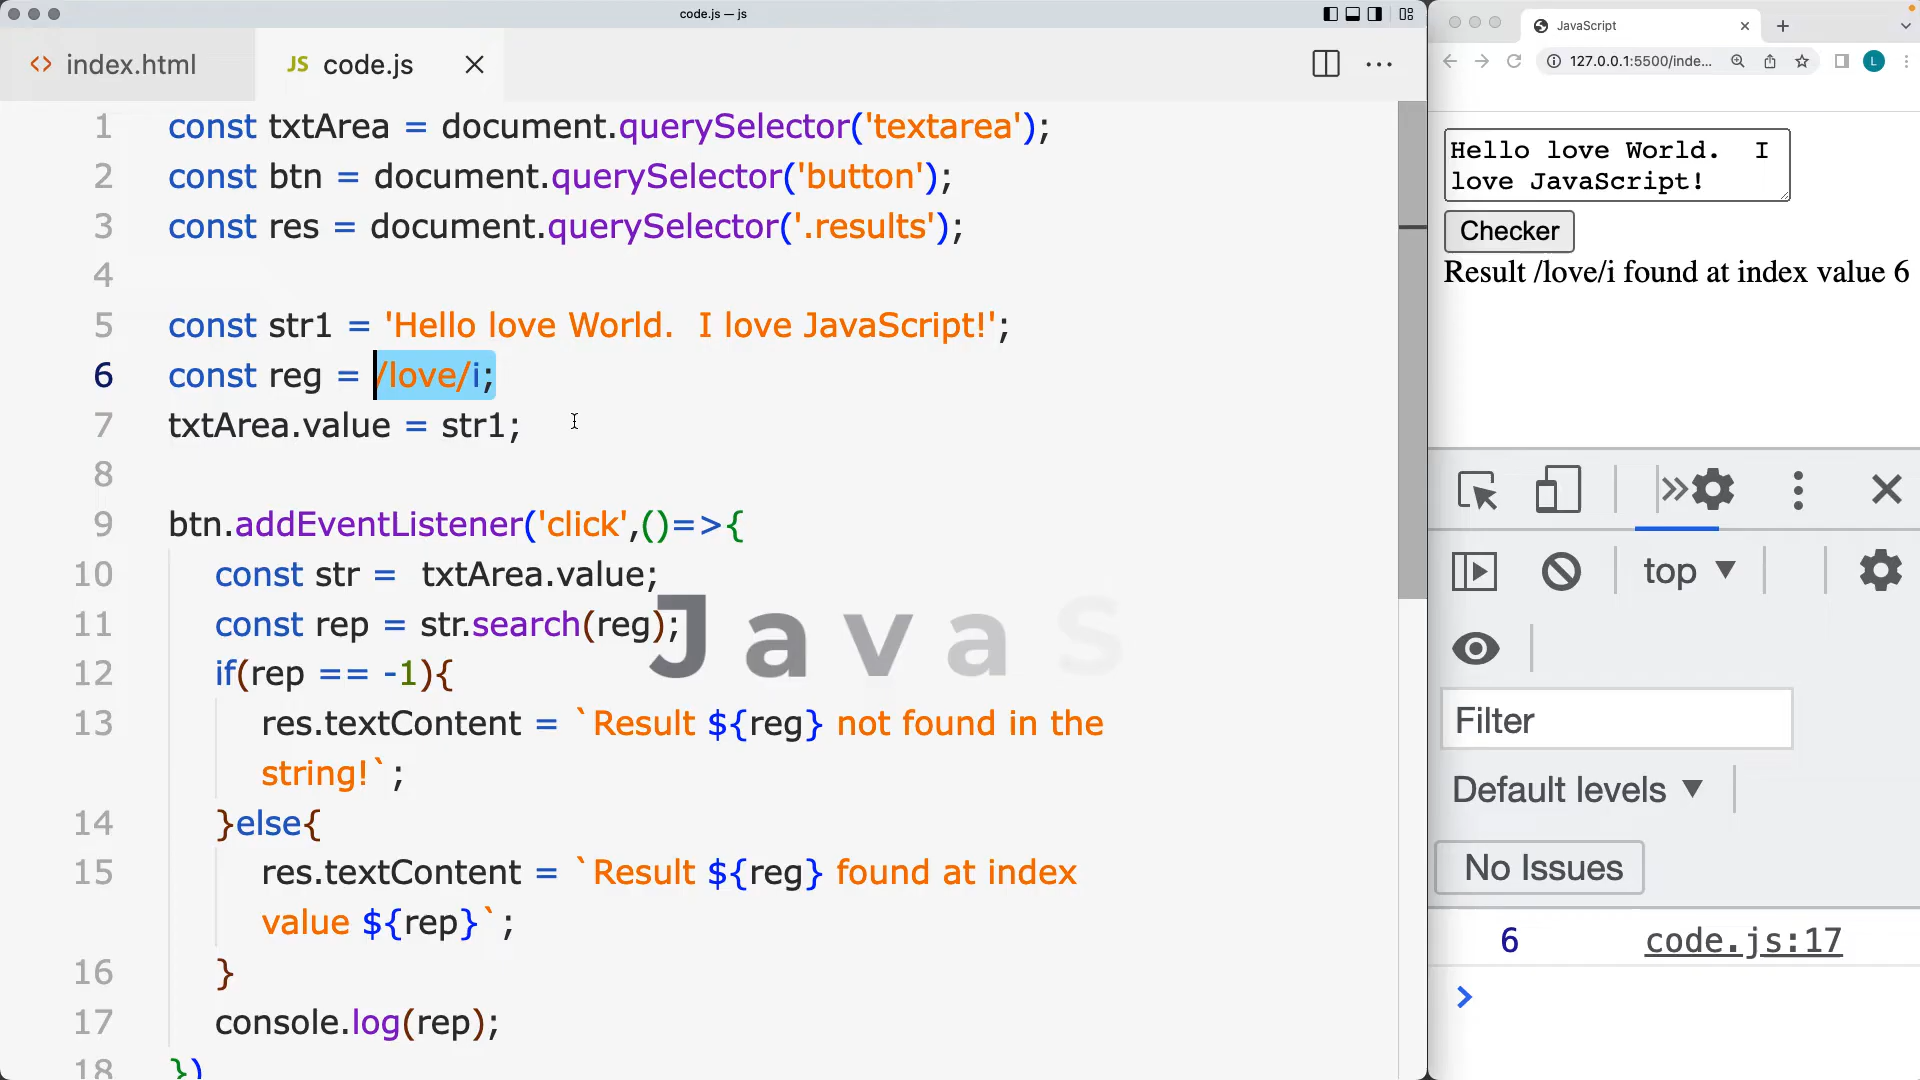 code.js — js
index.html
JS code.js
1 const txtArea = document.querySelector('textarea');
2 const btn = document.querySelector('button');
3 const res = document.querySelector('.results');
4
5 const str1 = 'Hello love World.  I love JavaScript!';
6 const reg = /love/i;
7 txtArea.value = str1;
8
9 btn.addEventListener('click',()=>{
10 const str =  txtArea.value;
11 const rep = str.search(reg);
12 if(rep == -1){
13 res.textContent = `Result ${reg} not found in the
string!`;
14 }else{
15 res.textContent = `Result ${reg} found at index
value ${rep}`;
16 }
17 console.log(rep);
18 })
JavaS
JavaScript
127.0.0.1:5500/inde...
L
Hello love World.  I
love JavaScript!
Checker
Result /love/i found at index value 6
top
Filter
Default levels
No Issues
6 code.js:17